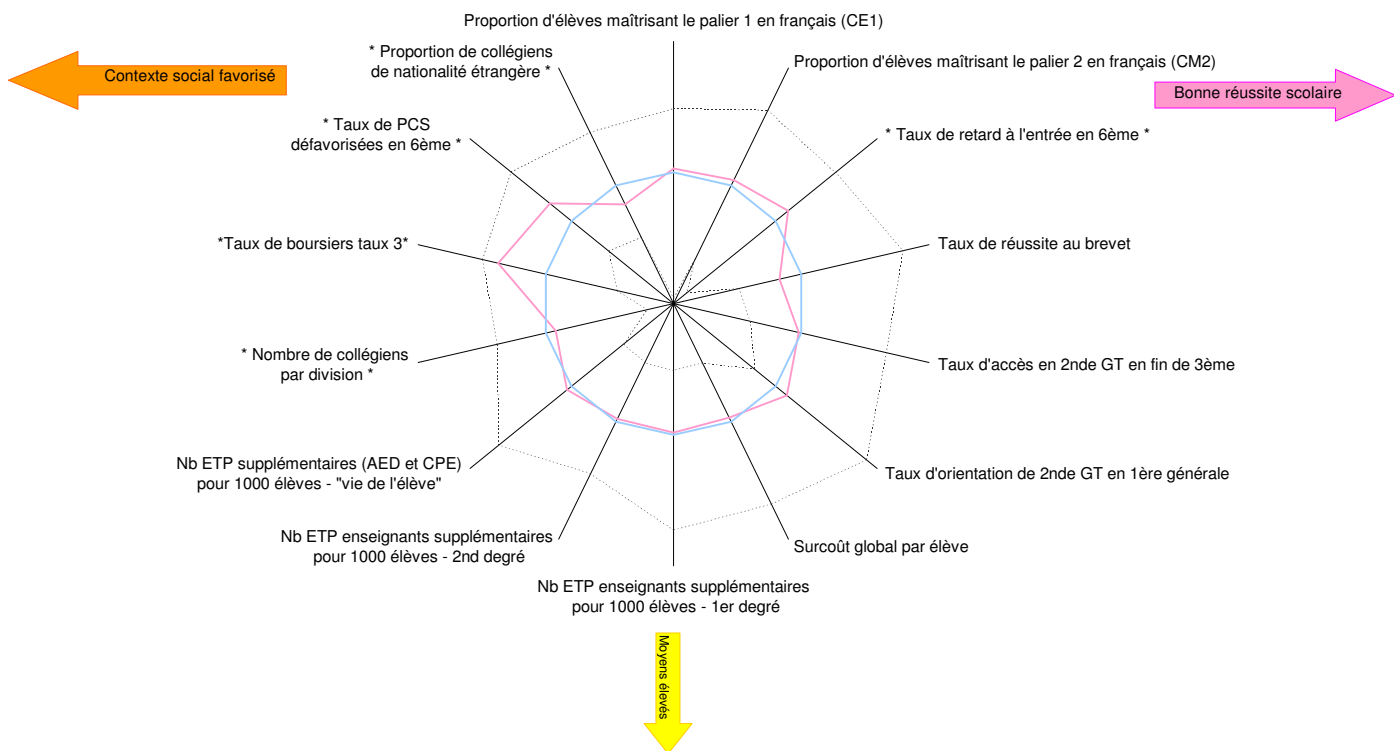 Proportion d'élèves maîtrisant le palier 1 en français (CE1)
* Proportion de collégiens
de nationalité étrangère *
Proportion d'élèves maîtrisant le palier 2 en français (CM2)
Contexte social favorisé
Bonne réussite scolaire
* Taux de PCS
défavorisées en 6ème *
* Taux de retard à l'entrée en 6ème *
*Taux de boursiers taux 3*
Taux de réussite au brevet
* Nombre de collégiens
par division *
Taux d'accès en 2nde GT en fin de 3ème
Nb ETP supplémentaires (AED et CPE)
pour 1000 élèves - "vie de l'élève"
Taux d'orientation de 2nde GT en 1ère générale
Nb ETP enseignants supplémentaires
pour 1000 élèves - 2nd degré
Surcoût global par élève
Nb ETP enseignants supplémentaires
pour 1000 élèves - 1er degré
Moyens élevés